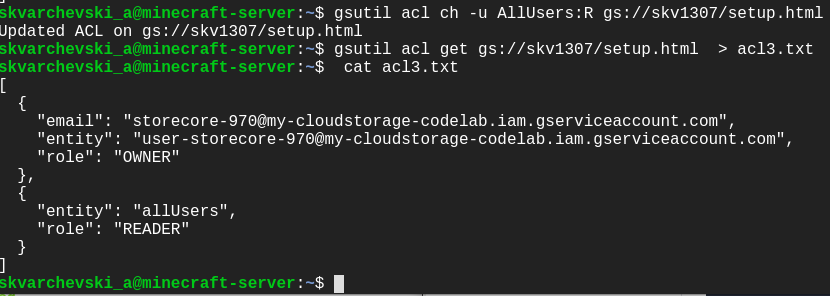 skvarchevski_a@minecraft-server:~$ gsutil acl ch -u AllUsers:R gs://skv1307/setup.html
Updated ACL on gs://skv1307/setup.html
skvarchevski_a@minecraft-server:~$ gsutil acl get gs://skv1307/setup.html  > acl3.txt
skvarchevski_a@minecraft-server:~$  cat acl3.txt
[
  {
    "email": "storecore-970@my-cloudstorage-codelab.iam.gserviceaccount.com",
    "entity": "user-storecore-970@my-cloudstorage-codelab.iam.gserviceaccount.com",
    "role": "OWNER"
  },
  {
    "entity": "allUsers",
    "role": "READER"
  }
]
skvarchevski_a@minecraft-server:~$